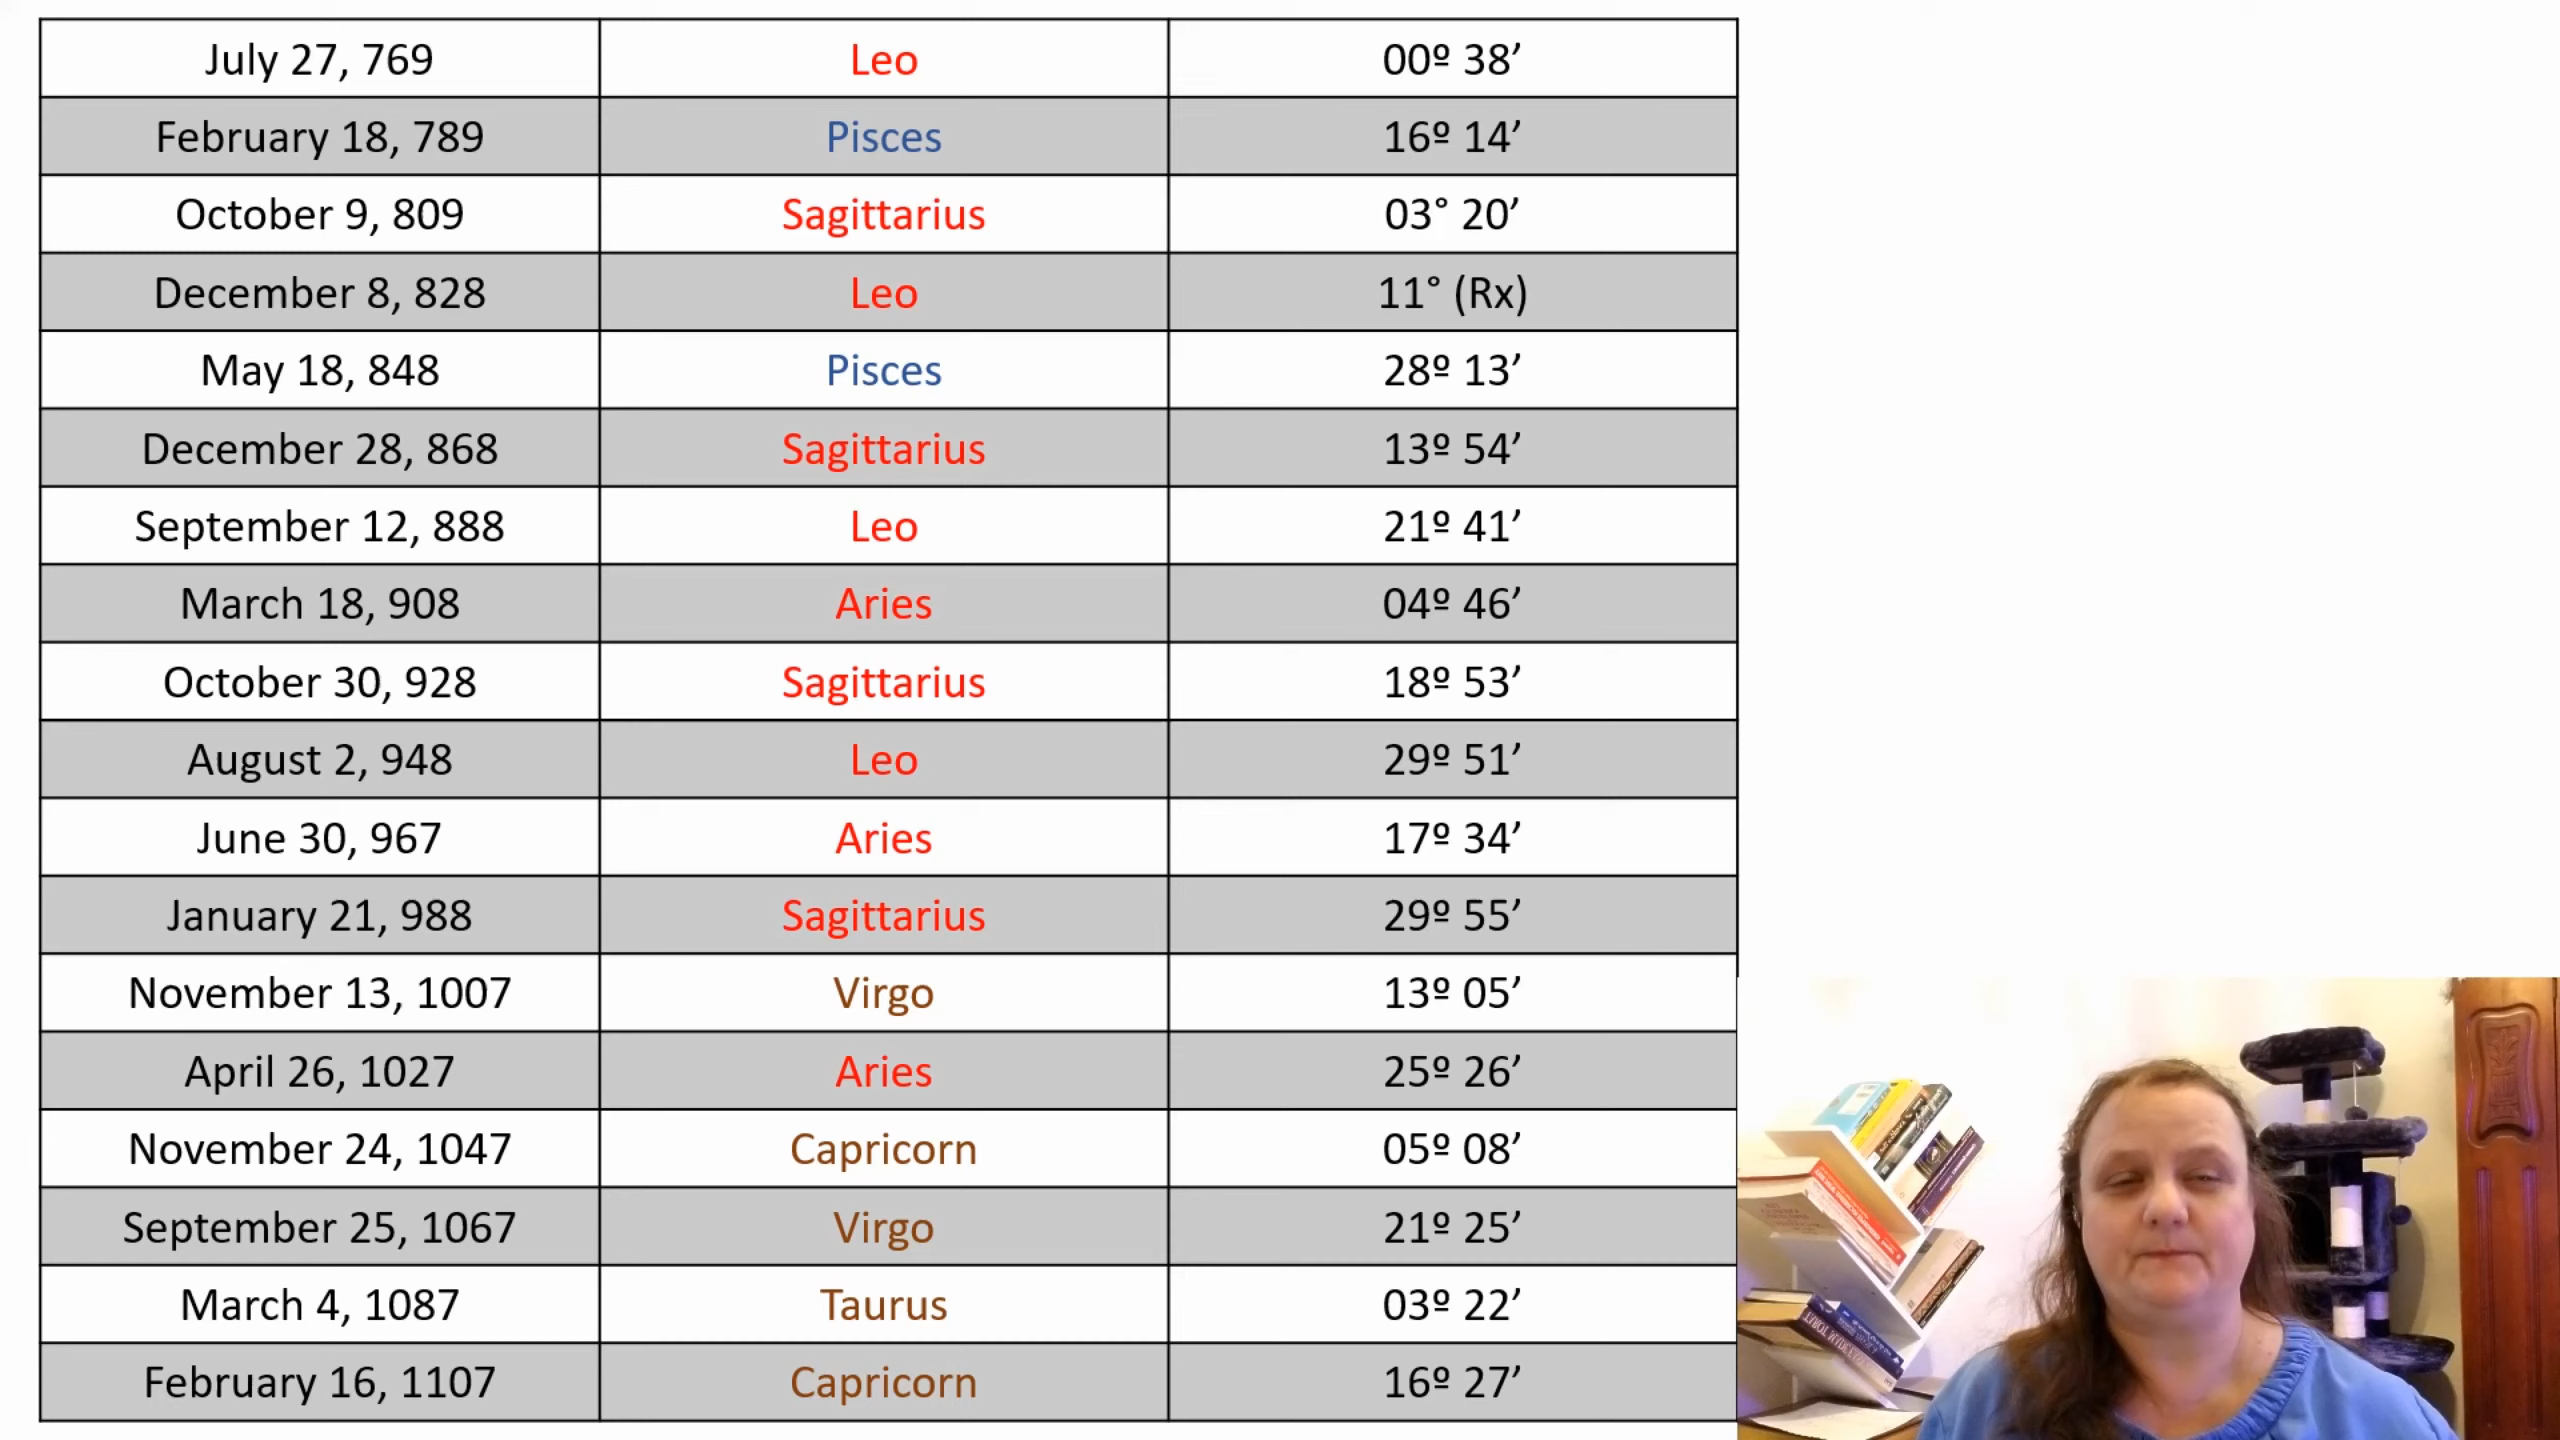 July 27, 769 Leo 00º 38’
February 18, 789 Pisces 16º 14’
October 9, 809 Sagittarius 03° 20’
December 8, 828 Leo 11° (Rx)
May 18, 848 Pisces 28º 13’
December 28, 868 Sagittarius 13º 54’
September 12, 888 Leo 21º 41’
March 18, 908 Aries 04º 46’
October 30, 928 Sagittarius 18º 53’
August 2, 948 Leo 29º 51’
June 30, 967 Aries 17º 34’
January 21, 988 Sagittarius 29º 55’
November 13, 1007 Virgo 13º 05’
April 26, 1027 Aries 25º 26’
November 24, 1047 Capricorn 05º 08’
September 25, 1067 Virgo 21º 25’
March 4, 1087 Taurus 03º 22’
February 16, 1107 Capricorn 16º 27’